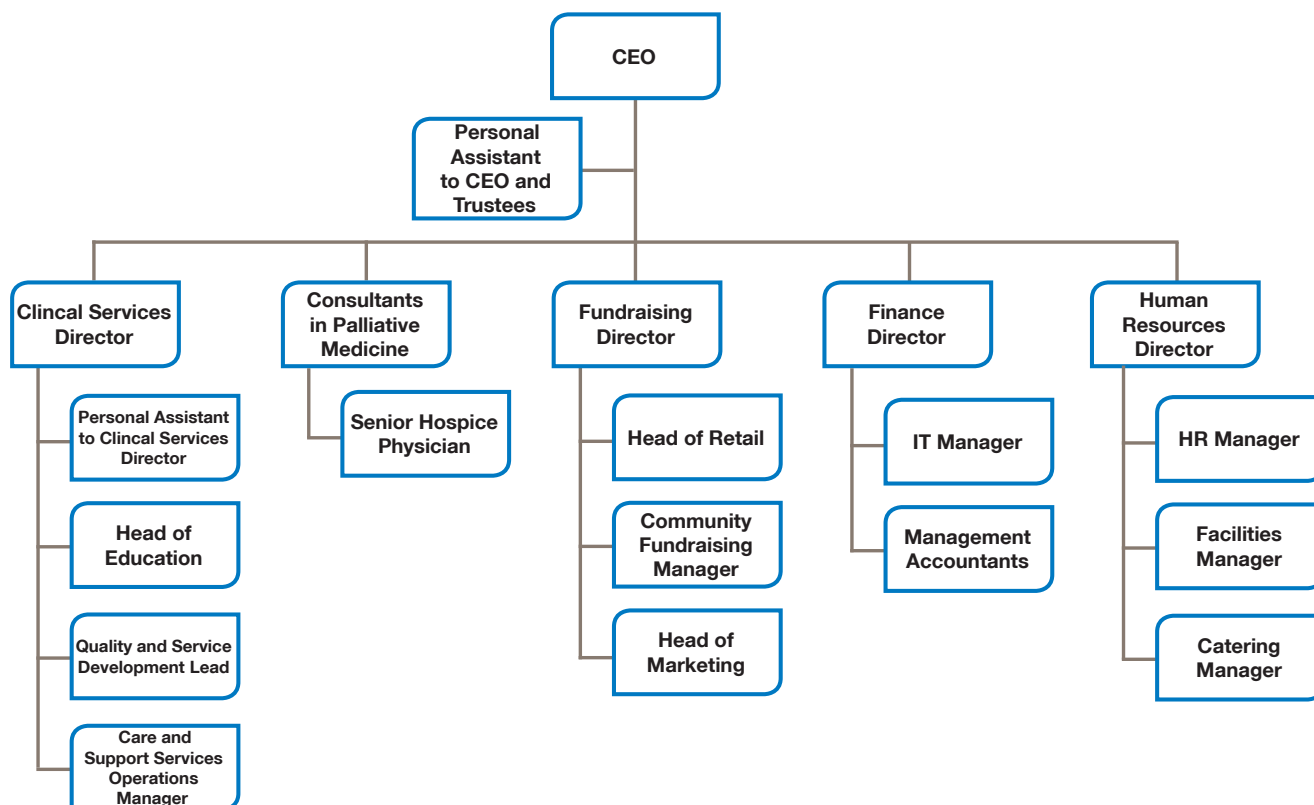 CEO
Personal
Assistant
to CEO and
Trustees
Clincal Services
Director
Consultants
in Palliative
Medicine
Fundraising
Director
Finance
Director
Human
Resources
Director
Personal Assistant
to Clincal Services
Director
Head of
Education
Quality and Service
Development Lead
Care and
Support Services
Operations
Manager
Senior Hospice
Physician
Head of Retail
Community
Fundraising
Manager
Head of
Marketing
IT Manager
Management
Accountants
HR Manager
Facilities
Manager
Catering
Manager